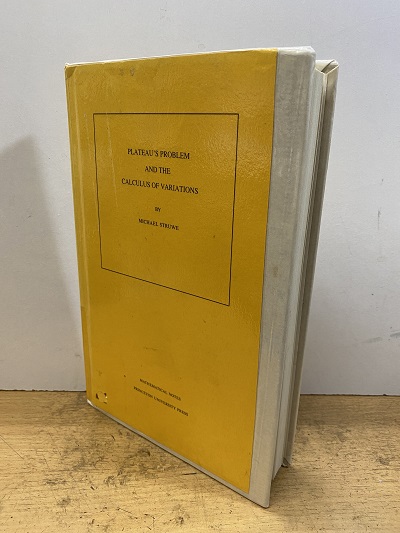 PLATEAU'S PROBLEM
AND THE
CALCULUS OF VARIATIONS
BY
MICHAEL STRUWE
MATHEMATICAL NOTES
PRINCETON UNIVERSITY PRESS